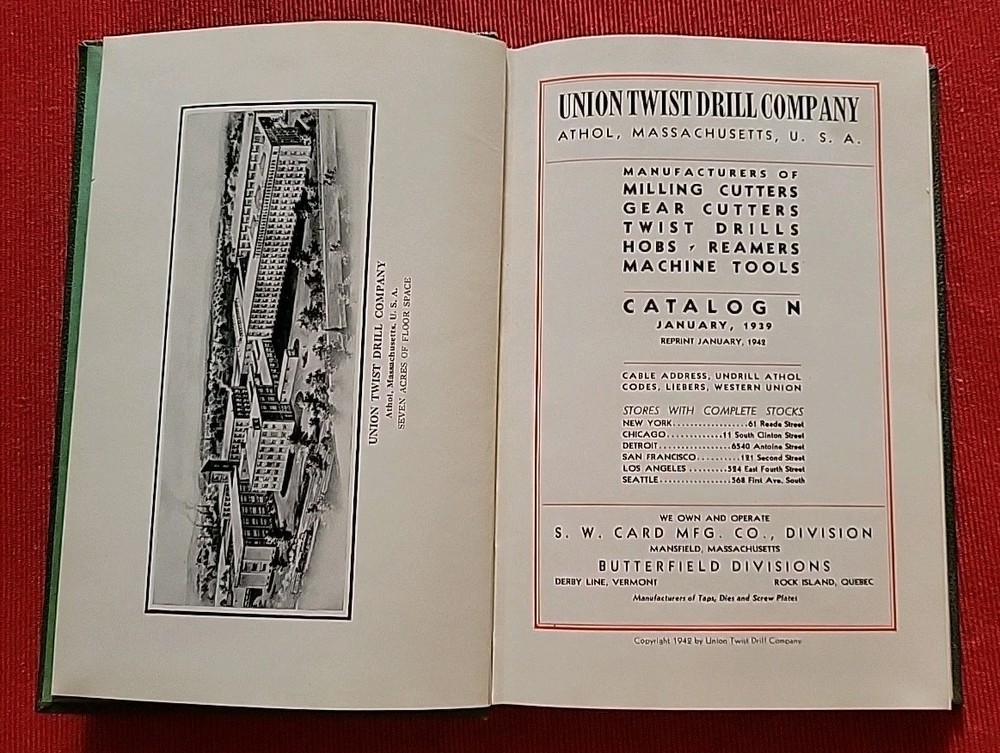 UNION TWIST DRILL COMPANY
Athol, Massachusetts, U. S. A.
SEVEN ACRES OF FLOOR SPACE
UNION TWIST DRILL COMPANY
ATHOL, MASSACHUSETTS, U. S. A.
MANUFACTURERS OF
MILLING CUTTERS
GEAR CUTTERS
TWIST DRILLS
HOBS - REAMERS
MACHINE TOOLS
CATALOG N
JANUARY, 1939
REPRINT JANUARY, 1942
CABLE ADDRESS, UNDRILL ATHOL
CODES, LIEBERS, WESTERN UNION
STORES WITH COMPLETE STOCKS
NEW YORK..................61 Reade Street
CHICAGO............11 South Clinton Street
DETROIT................6540 Antoine Street
SAN FRANCISCO..........121 Second Street
LOS ANGELES.........524 East Fourth Street
SEATTLE................568 First Ave. South
WE OWN AND OPERATE
S. W. CARD MFG. CO., DIVISION
MANSFIELD, MASSACHUSETTS
BUTTERFIELD DIVISIONS
DERBY LINE, VERMONT ROCK ISLAND, QUEBEC
Manufacturers of Taps, Dies and Screw Plates
Copyright 1942 by Union Twist Drill Company